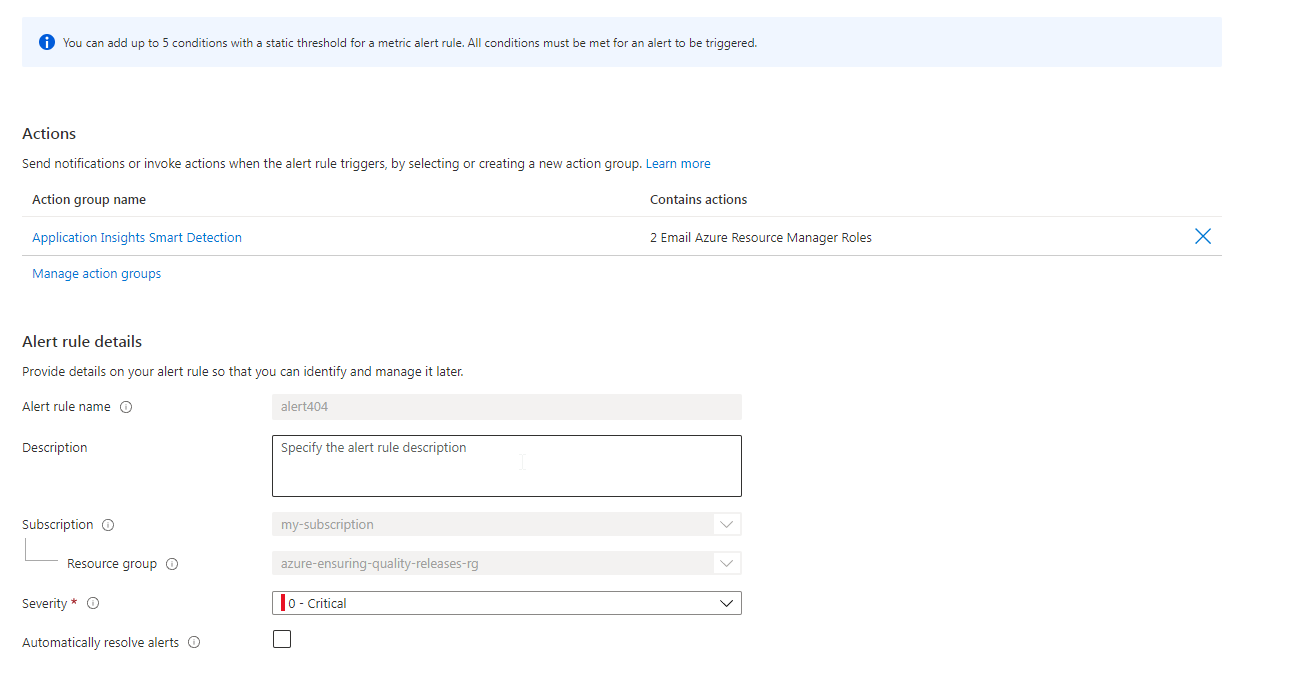 You can add up to 5 conditions with a static threshold for a metric alert rule. All conditions must be met for an alert to be triggered.
Actions
Send notifications or invoke actions when the alert rule triggers, by selecting or creating a new action group. Learn more
Action group name Contains actions
Application Insights Smart Detection 2 Email Azure Resource Manager Roles
Manage action groups
Alert rule details
Provide details on your alert rule so that you can identify and manage it later.
Alert rule name alert404
Description Specify the alert rule description
Subscription my-subscription
Resource group azure-ensuring-quality-releases-rg
Severity * 0 - Critical
Automatically resolve alerts